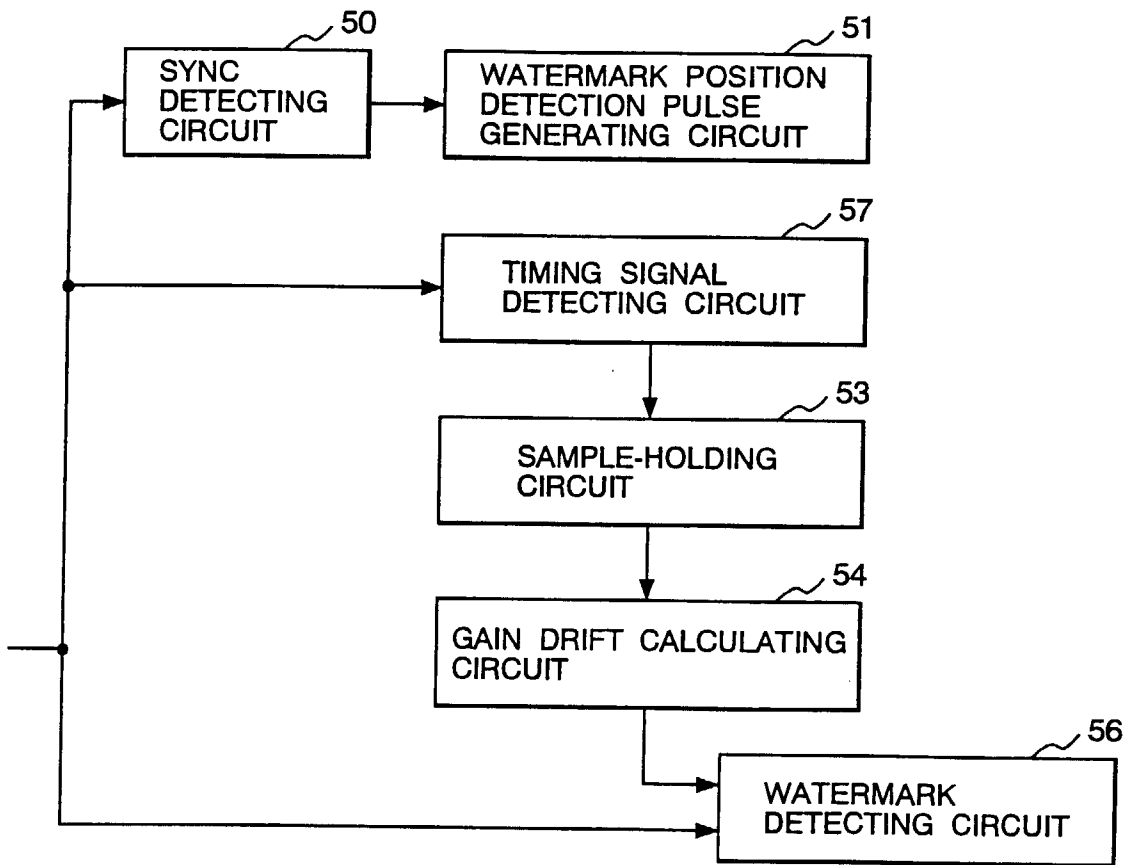 50
SYNC
DETECTING
CIRCUIT
51
WATERMARK POSITION
DETECTION PULSE
GENERATING CIRCUIT
57
TIMING SIGNAL
DETECTING CIRCUIT
53
SAMPLE-HOLDING
CIRCUIT
54
GAIN DRIFT CALCULATING
CIRCUIT
56
WATERMARK
DETECTING CIRCUIT